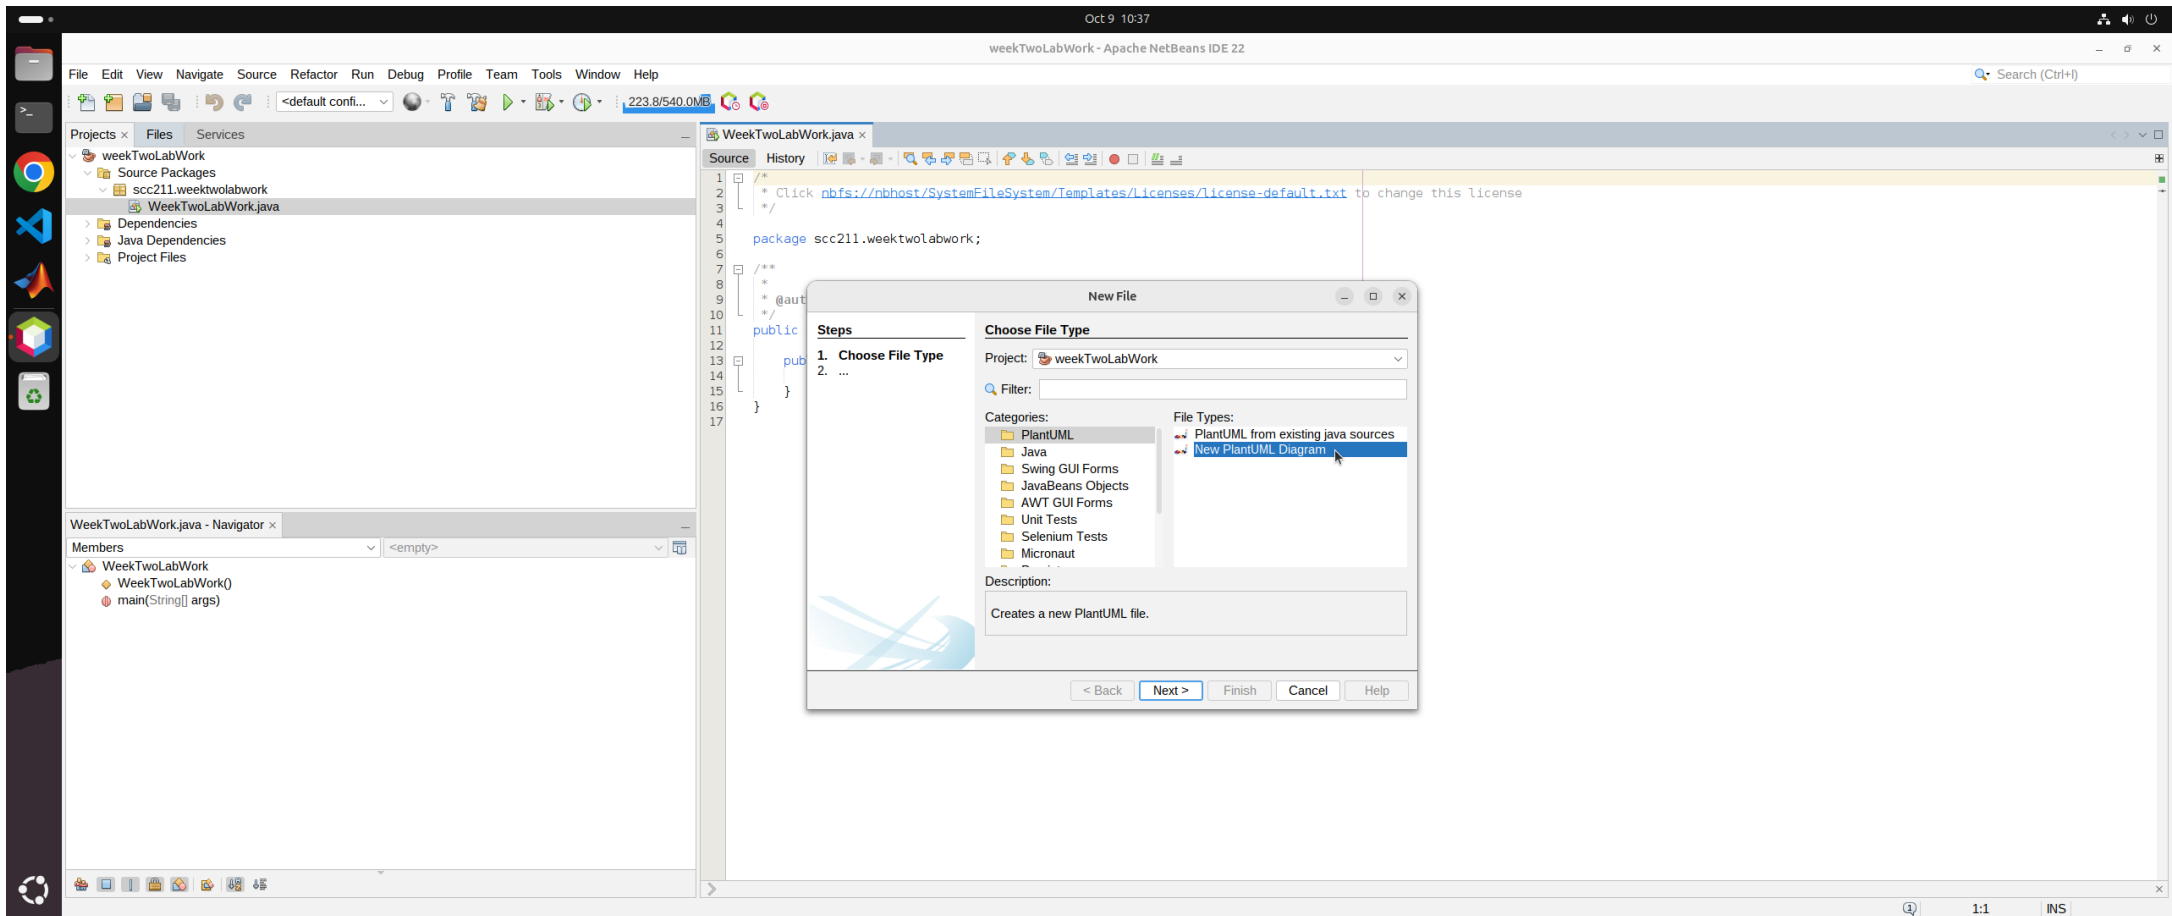 Oct 9 10:37
weekTwoLabWork - Apache NetBeans IDE 22
File Edit View Navigate Source Refactor Run Debug Profile Team Tools Window Help
Search (Ctrl+I)
<default confi...
223.8/540.0MB
Projects Files Services
weekTwoLabWork
Source Packages
scc211.weektwolabwork
WeekTwoLabWork.java
Dependencies
Java Dependencies
Project Files
WeekTwoLabWork.java - Navigator
Members <empty>
WeekTwoLabWork
WeekTwoLabWork()
main(String[] args)
WeekTwoLabWork.java
Source History
1 /*
2 * Click nbfs://nbhost/SystemFileSystem/Templates/Licenses/license-default.txt to change this license
3 */
4
5 package scc211.weektwolabwork;
6
7 /**
8 *
9 * @aut
10 */
11 public
12
13 pub
14
15 }
16 }
17
New File
Steps
1. Choose File Type
2. ...
Choose File Type
Project: weekTwoLabWork
Filter:
Categories:
PlantUML
Java
Swing GUI Forms
JavaBeans Objects
AWT GUI Forms
Unit Tests
Selenium Tests
Micronaut
File Types:
PlantUML from existing java sources
New PlantUML Diagram
Description:
Creates a new PlantUML file.
< Back Next > Finish Cancel Help
1 1:1 INS